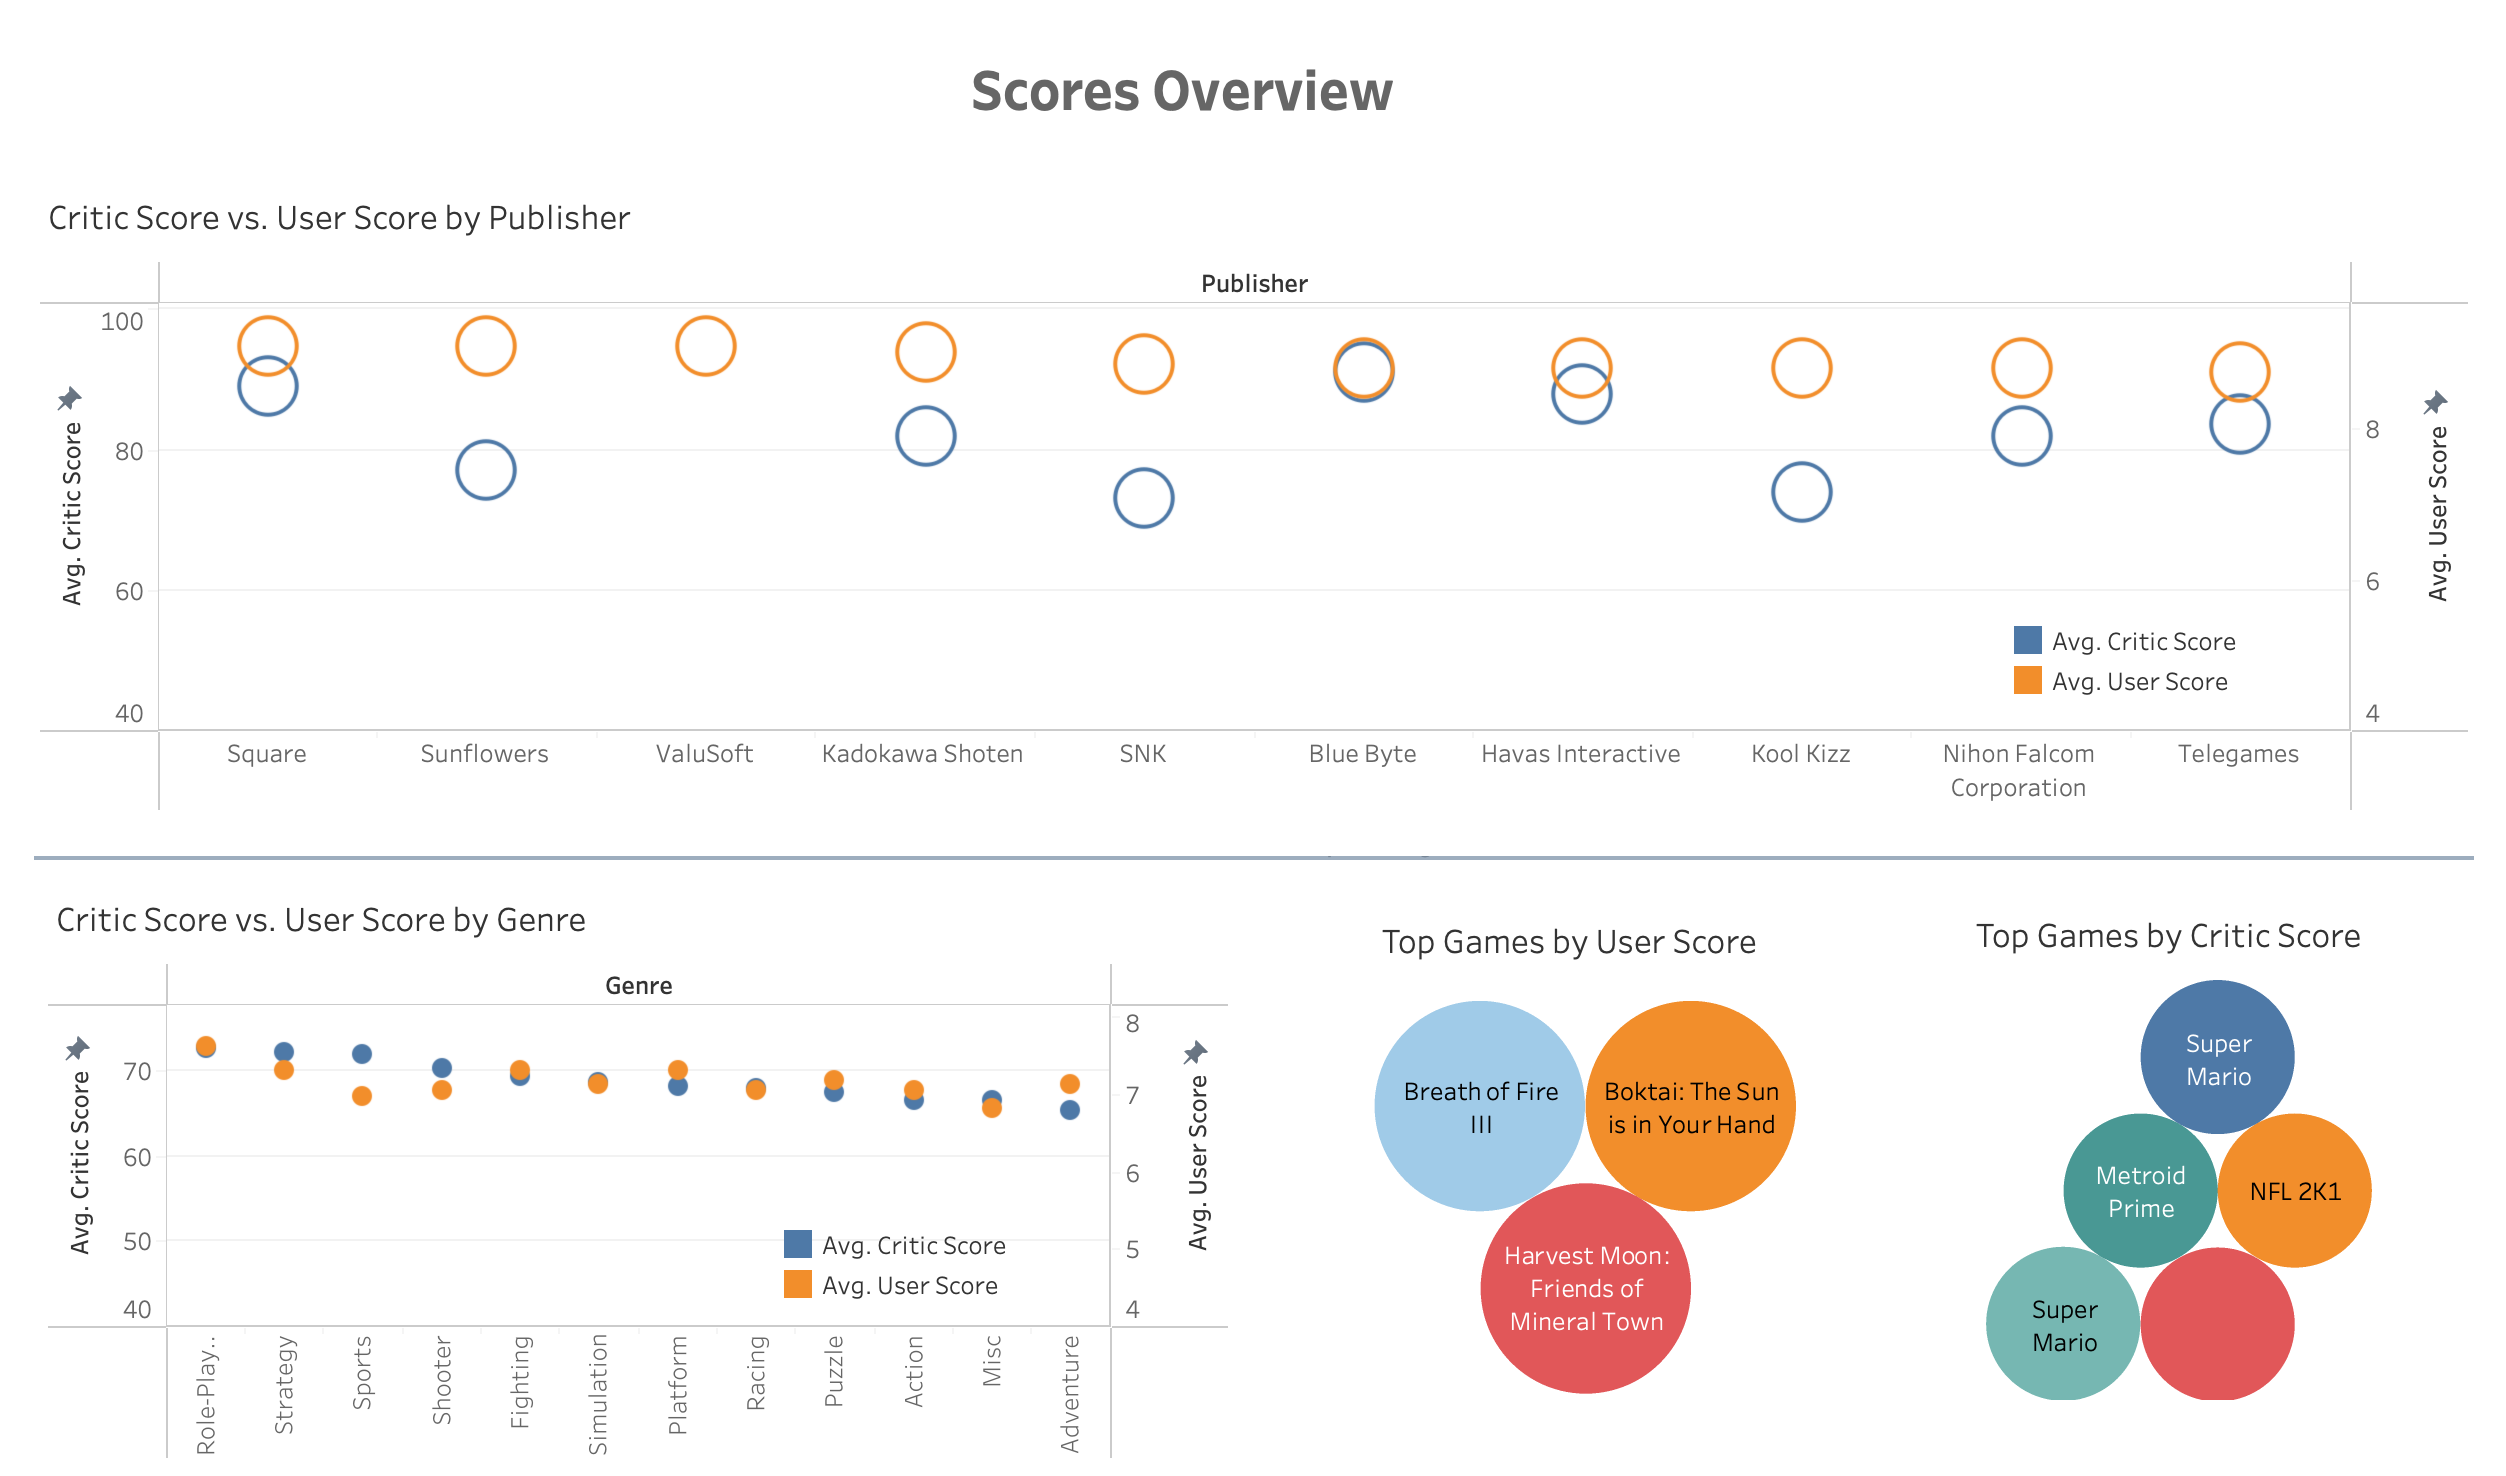 Scores Overview
Critic Score vs. User Score by Publisher
Publisher
100
80
60
40
Avg. Critic Score
8
6
4
Avg. User Score
Avg. Critic Score
Avg. User Score
Square
Sunflowers
ValuSoft
Kadokawa Shoten
SNK
Blue Byte
Havas Interactive
Kool Kizz
Nihon Falcom
Corporation
Telegames
Critic Score vs. User Score by Genre
Genre
70
60
50
40
Avg. Critic Score
8
7
6
5
4
Avg. User Score
Avg. Critic Score
Avg. User Score
Role-Play..
Strategy
Sports
Shooter
Fighting
Simulation
Platform
Racing
Puzzle
Action
Misc
Adventure
Top Games by User Score
Breath of Fire
III
Boktai: The Sun
is in Your Hand
Harvest Moon:
Friends of
Mineral Town
Top Games by Critic Score
Super
Mario
Metroid
Prime
NFL 2K1
Super
Mario